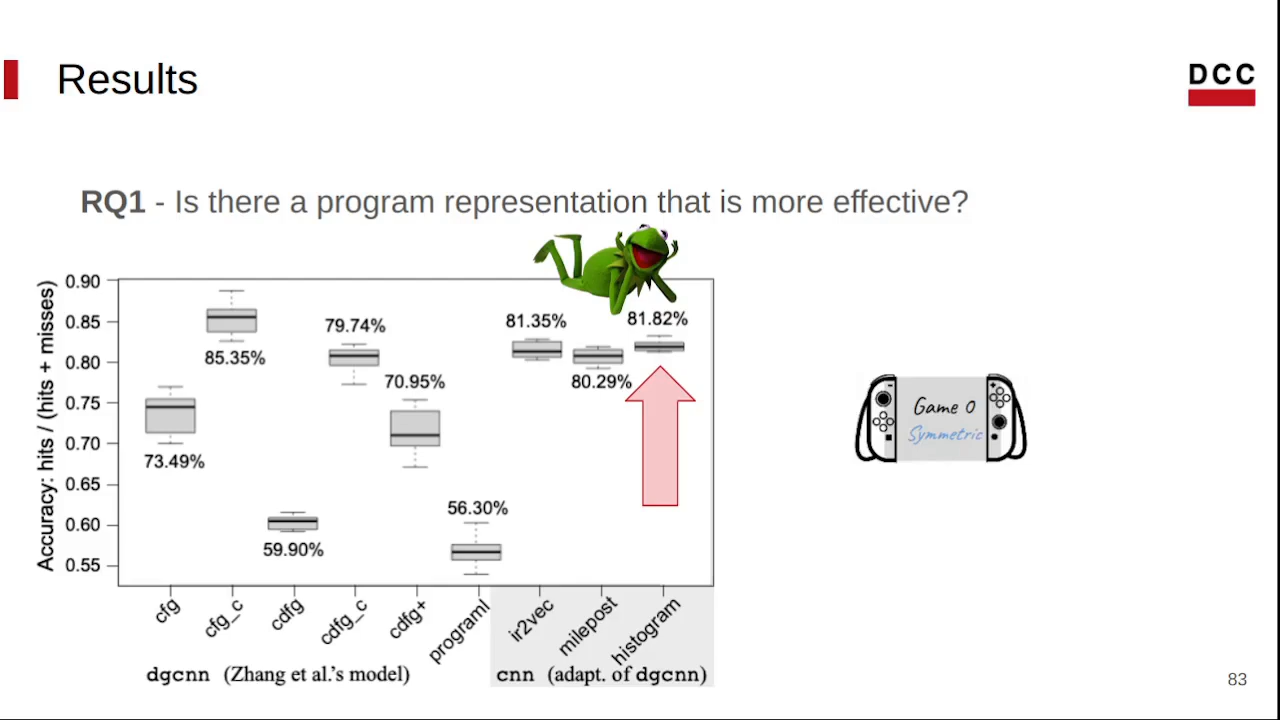 Results
DCC
RQ1 - Is there a program representation that is more effective?
Accuracy: hits / (hits + misses)
0.90
0.85
0.80
0.75
0.70
0.65
0.60
0.55
73.49%
85.35%
59.90%
79.74%
70.95%
56.30%
81.35%
80.29%
81.82%
cfg
cfg_c
cdfg
cdfg_c
cdfg+
programl
ir2vec
milepost
histogram
dgcnn (Zhang et al.'s model)
cnn (adapt. of dgcnn)
Game 0
Symmetric
83